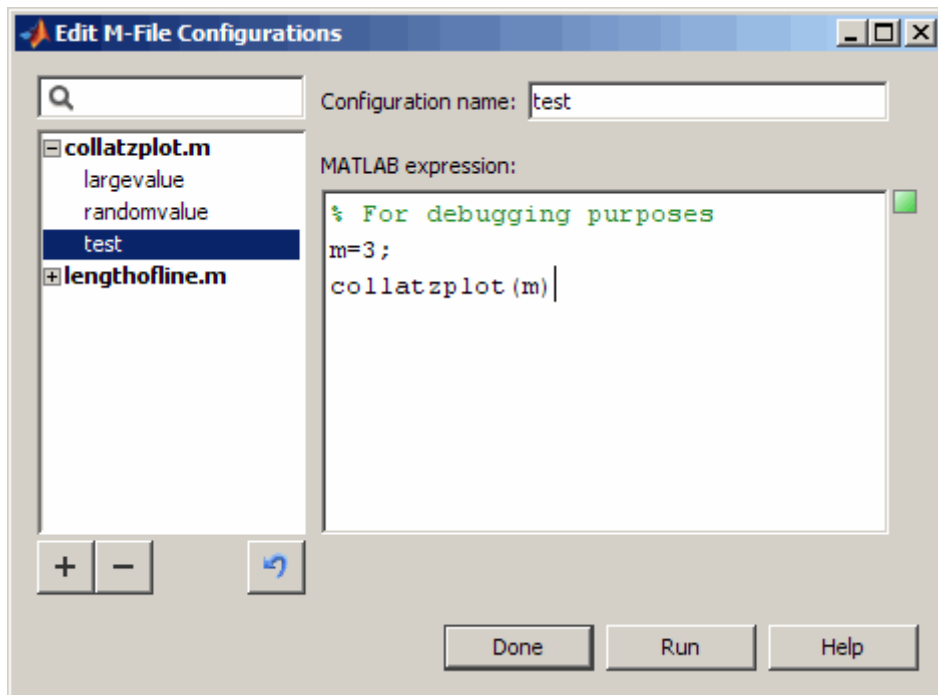 Edit M-File Configurations
Configuration name: test
collatzplot.m
largevalue
randomvalue
test
lengthofline.m
MATLAB expression:
% For debugging purposes
m=3;
collatzplot(m)
Done
Run
Help